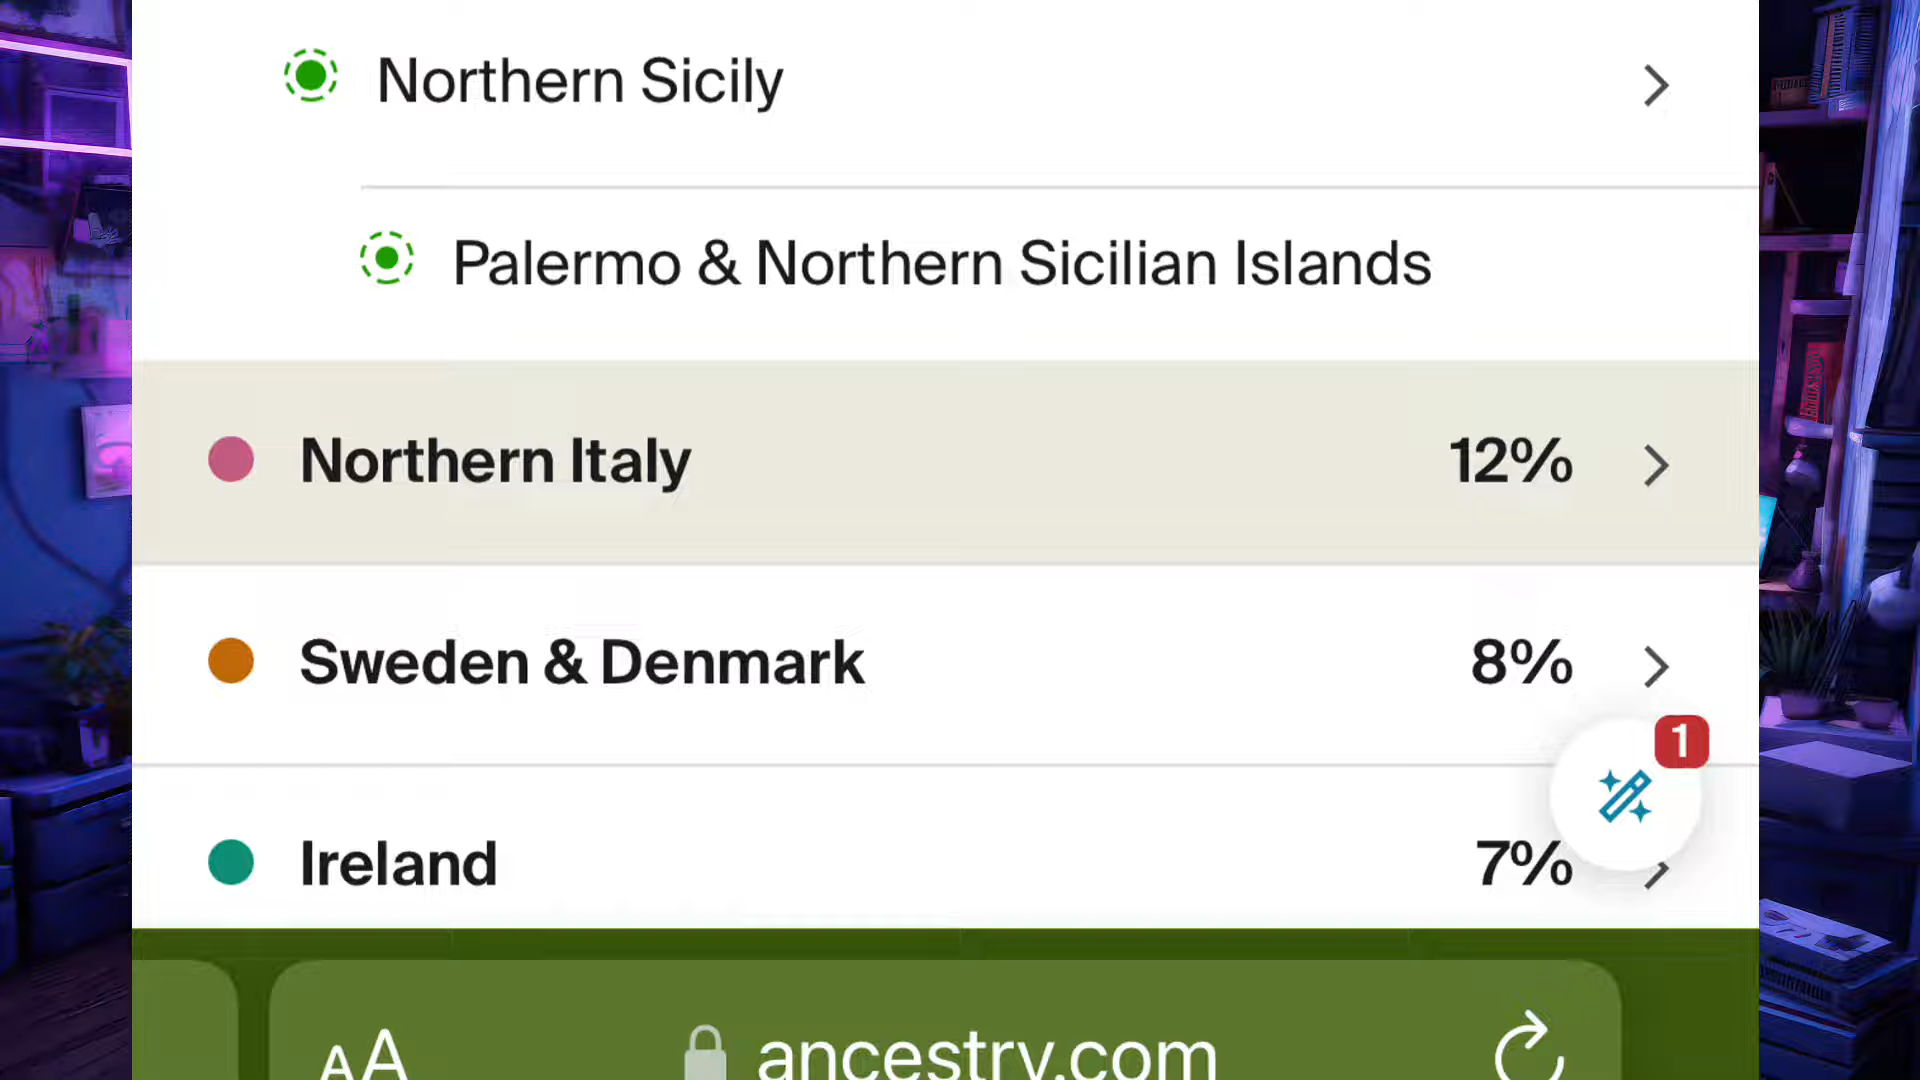 Northern Sicily
Palermo & Northern Sicilian Islands
Northern Italy 12%
Sweden & Denmark 8%
1
Ireland 7%
AA ancestry.com